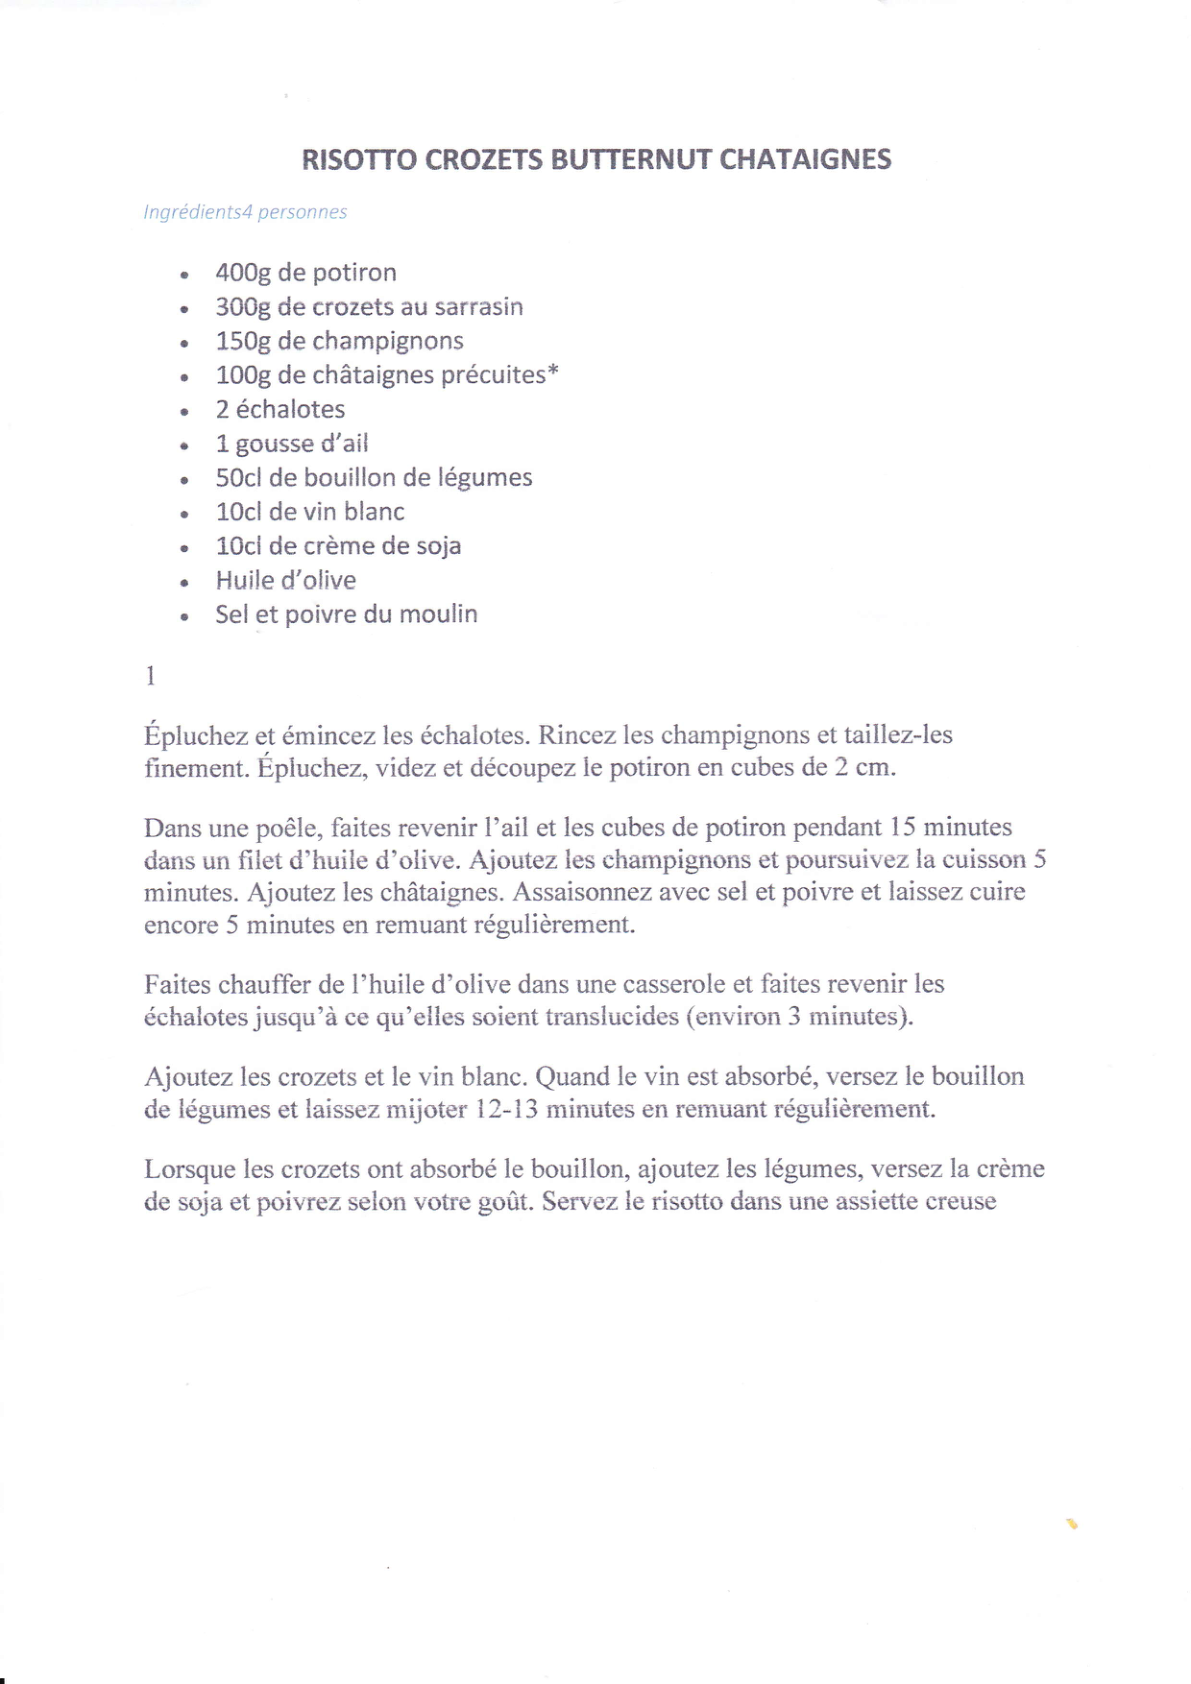 RISOTTO CROZETS BUTTERNUT CHATAIGNES
Ingrédients4 personnes
• 400g de potiron
• 300g de crozets au sarrasin
• 150g de champignons
• 100g de châtaignes précuites*
• 2 échalotes
• 1 gousse d’ail
• 50cl de bouillon de légumes
• 10cl de vin blanc
• 10cl de crème de soja
• Huile d’olive
• Sel et poivre du moulin
1
Épluchez et émincez les échalotes. Rincez les champignons et taillez-les
finement. Épluchez, videz et découpez le potiron en cubes de 2 cm.
Dans une poêle, faites revenir l’ail et les cubes de potiron pendant 15 minutes
dans un filet d’huile d’olive. Ajoutez les champignons et poursuivez la cuisson 5
minutes. Ajoutez les châtaignes. Assaisonnez avec sel et poivre et laissez cuire
encore 5 minutes en remuant régulièrement.
Faites chauffer de l’huile d’olive dans une casserole et faites revenir les
échalotes jusqu’à ce qu’elles soient translucides (environ 3 minutes).
Ajoutez les crozets et le vin blanc. Quand le vin est absorbé, versez le bouillon
de légumes et laissez mijoter 12-13 minutes en remuant régulièrement.
Lorsque les crozets ont absorbé le bouillon, ajoutez les légumes, versez la crème
de soja et poivrez selon votre goût. Servez le risotto dans une assiette creuse